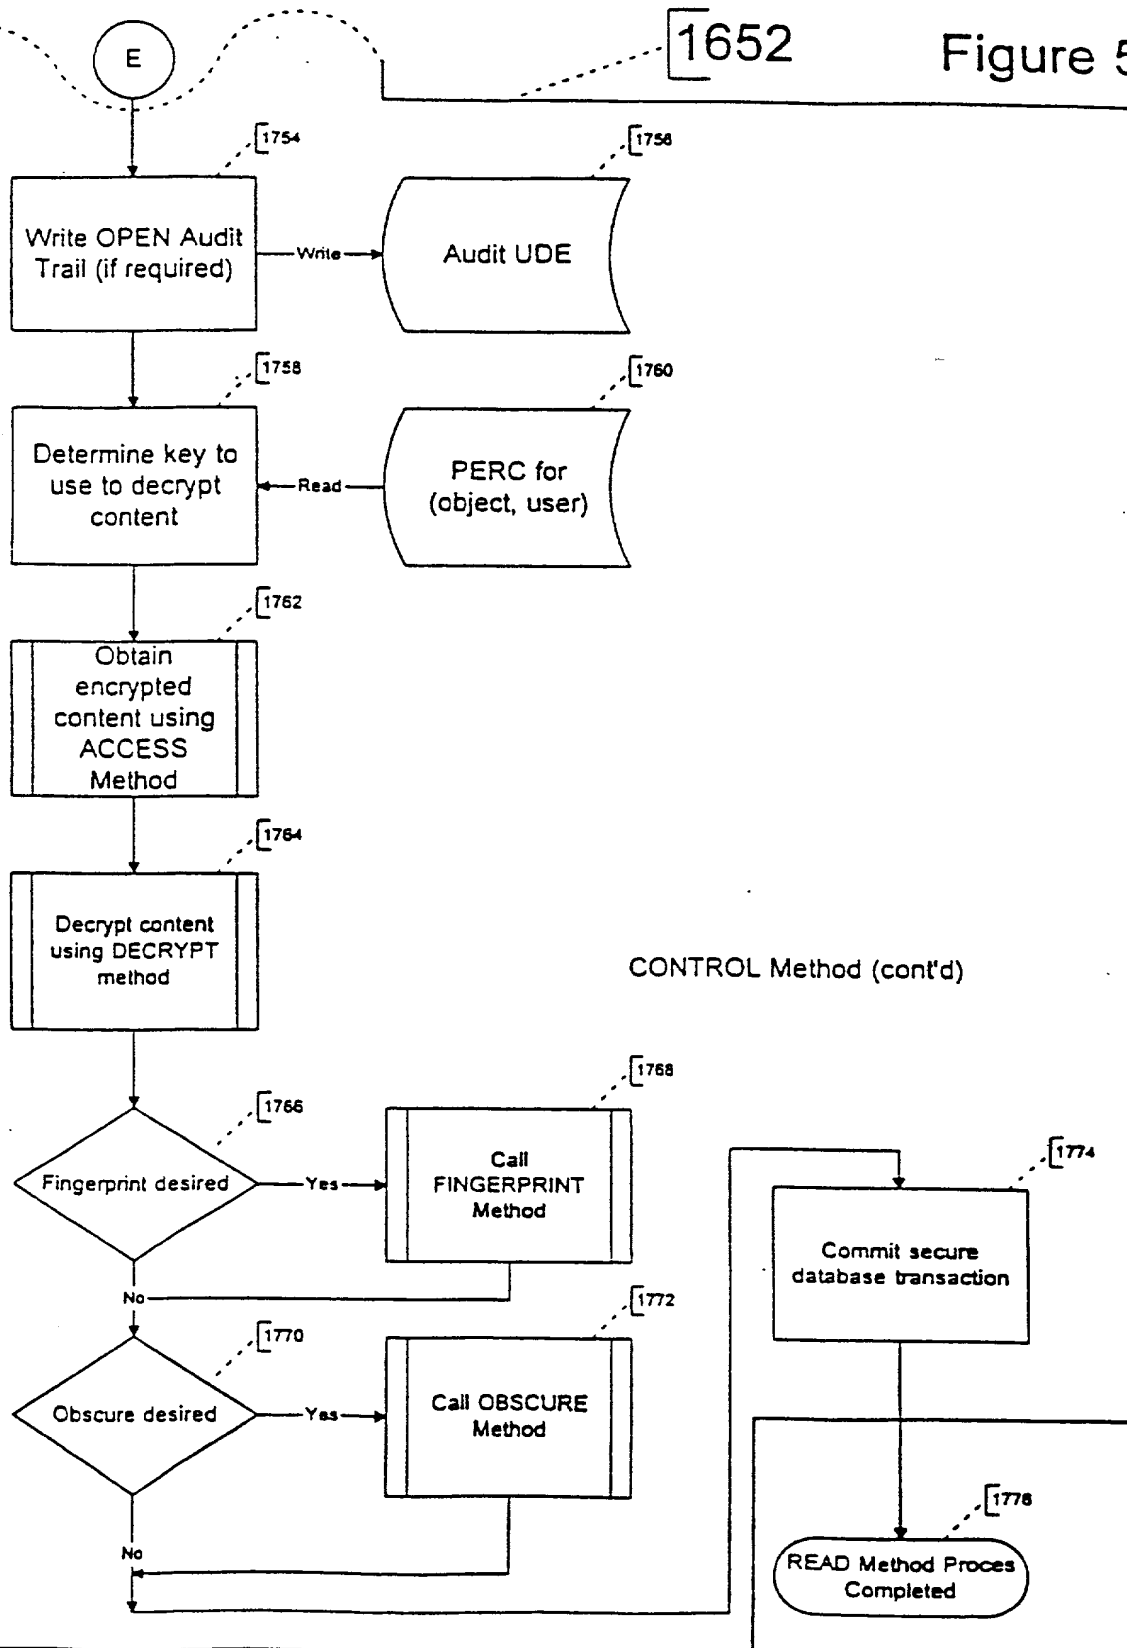 E
1652
Figure 5
1754
Write OPEN Audit
Trail (if required)
Write
1756
Audit UDE
1758
Determine key to
use to decrypt
content
Read
1760
PERC for
(object, user)
1762
Obtain
encrypted
content using
ACCESS
Method
1764
Decrypt content
using DECRYPT
method
CONTROL Method (cont'd)
1766
Fingerprint desired
Yes
1768
Call
FINGERPRINT
Method
No
1770
Obscure desired
Yes
1772
Call OBSCURE
Method
No
1774
Commit secure
database transaction
1776
READ Method Proces
Completed